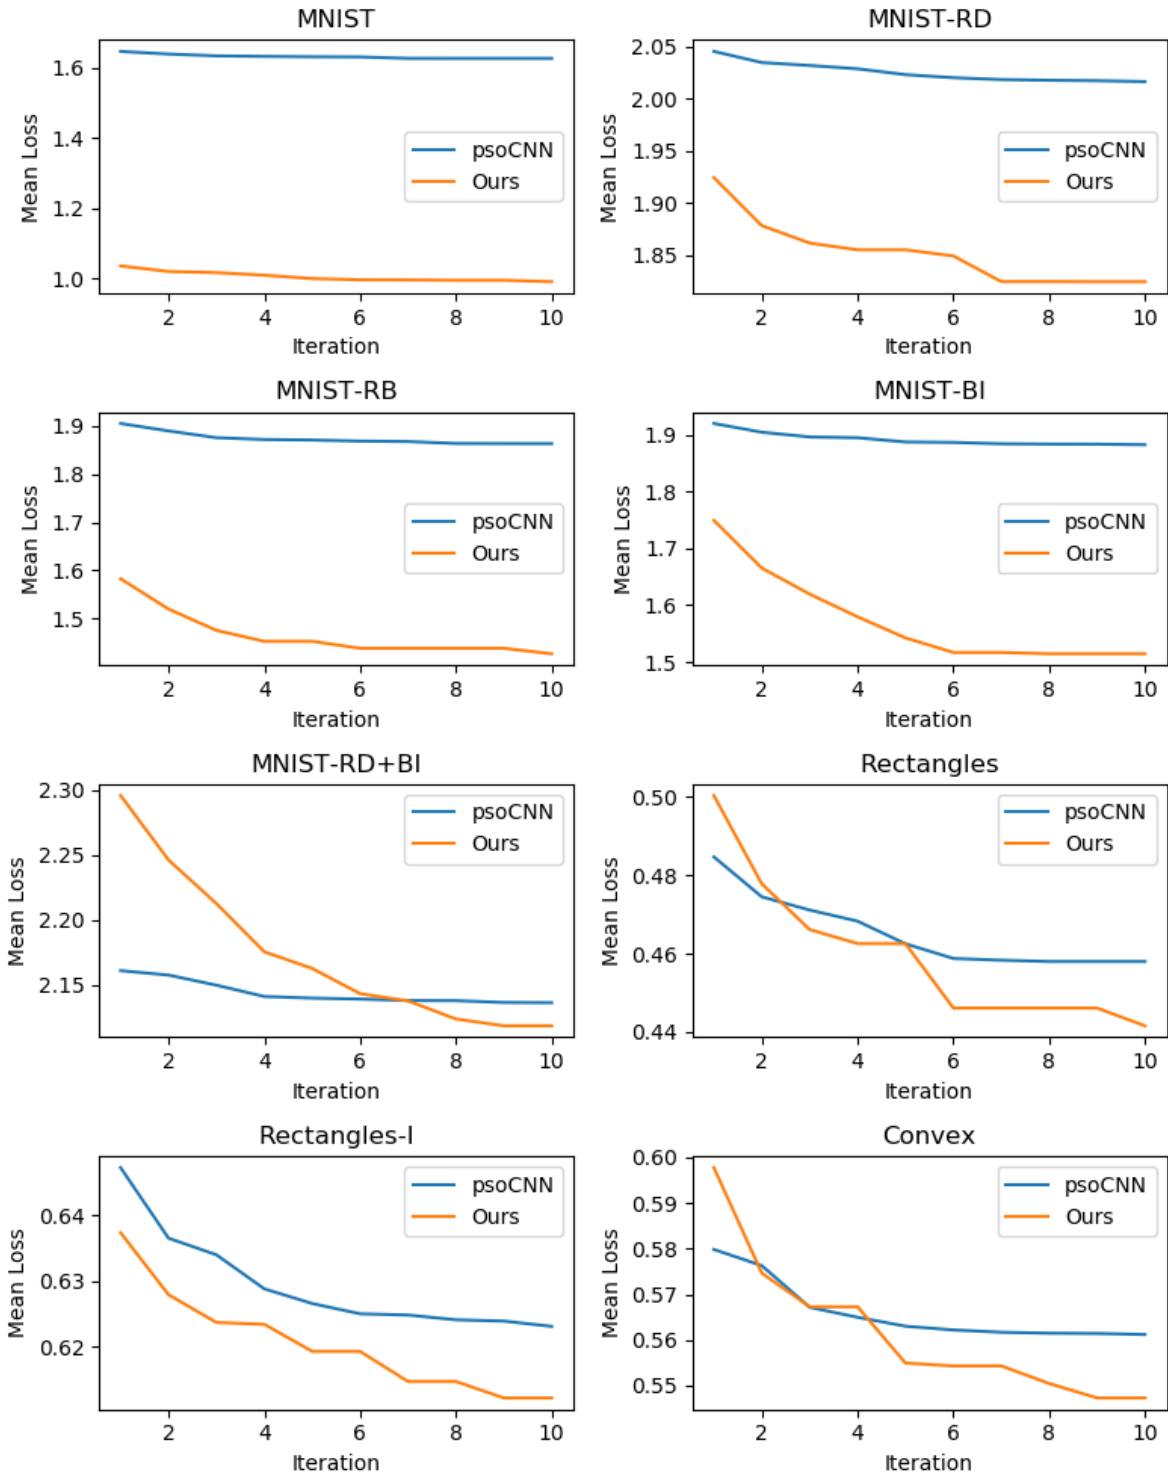 MNIST
1.6
1.4
1.2
1.0
Mean Loss
psoCNN
Ours
2 4 6 8 10
Iteration
MNIST-RD
2.05
2.00
1.95
1.90
1.85
Mean Loss
psoCNN
Ours
2 4 6 8 10
Iteration
MNIST-RB
1.9
1.8
1.7
1.6
1.5
Mean Loss
psoCNN
Ours
2 4 6 8 10
Iteration
MNIST-BI
1.9
1.8
1.7
1.6
1.5
Mean Loss
psoCNN
Ours
2 4 6 8 10
Iteration
MNIST-RD+BI
2.30
2.25
2.20
2.15
Mean Loss
psoCNN
Ours
2 4 6 8 10
Iteration
Rectangles
0.50
0.48
0.46
0.44
Mean Loss
psoCNN
Ours
2 4 6 8 10
Iteration
Rectangles-I
0.64
0.63
0.62
Mean Loss
psoCNN
Ours
2 4 6 8 10
Iteration
Convex
0.60
0.59
0.58
0.57
0.56
0.55
Mean Loss
psoCNN
Ours
2 4 6 8 10
Iteration